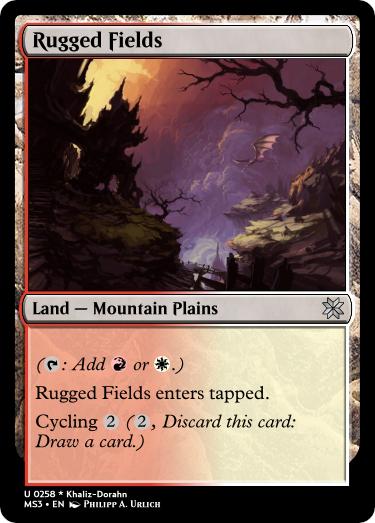 Rugged Fields
Land — Mountain Plains
(T: Add R or W.)
Rugged Fields enters tapped.
Cycling 2 (2, Discard this card:
Draw a card.)
U 0258 * Khaliz-Dorahn
MS3 • EN Philipp A. Urlich